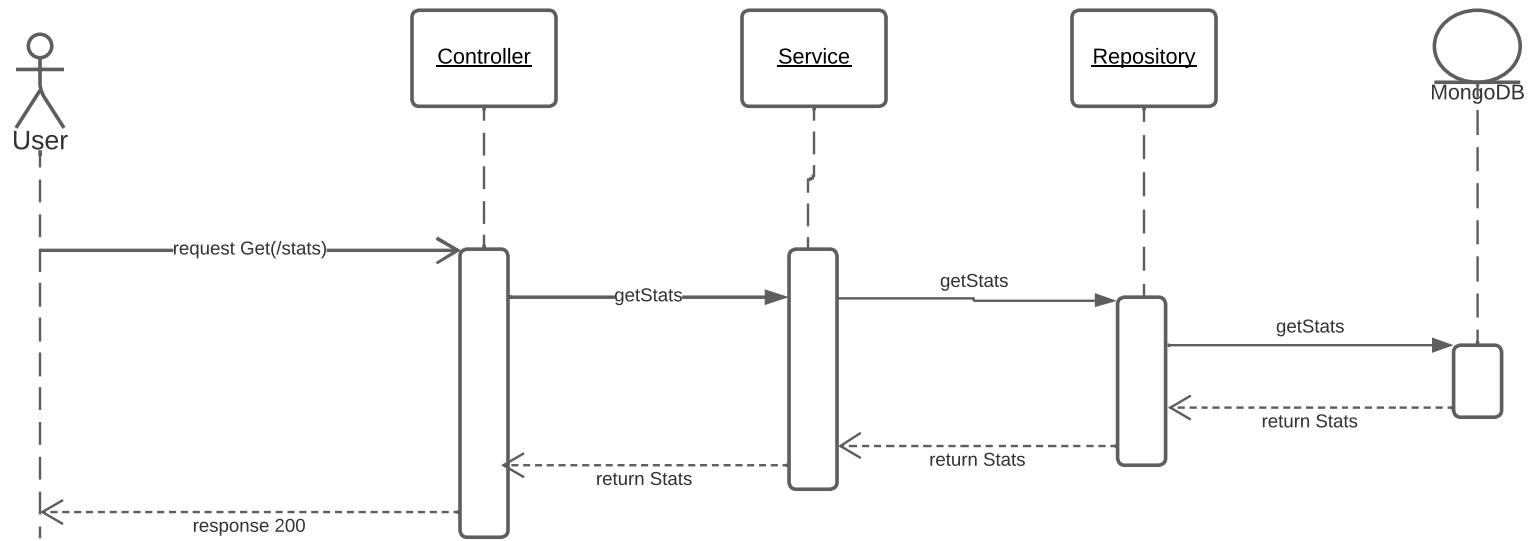 Controller
Service
Repository
MongoDB
User
request Get(/stats)
getStats
getStats
getStats
return Stats
return Stats
return Stats
response 200